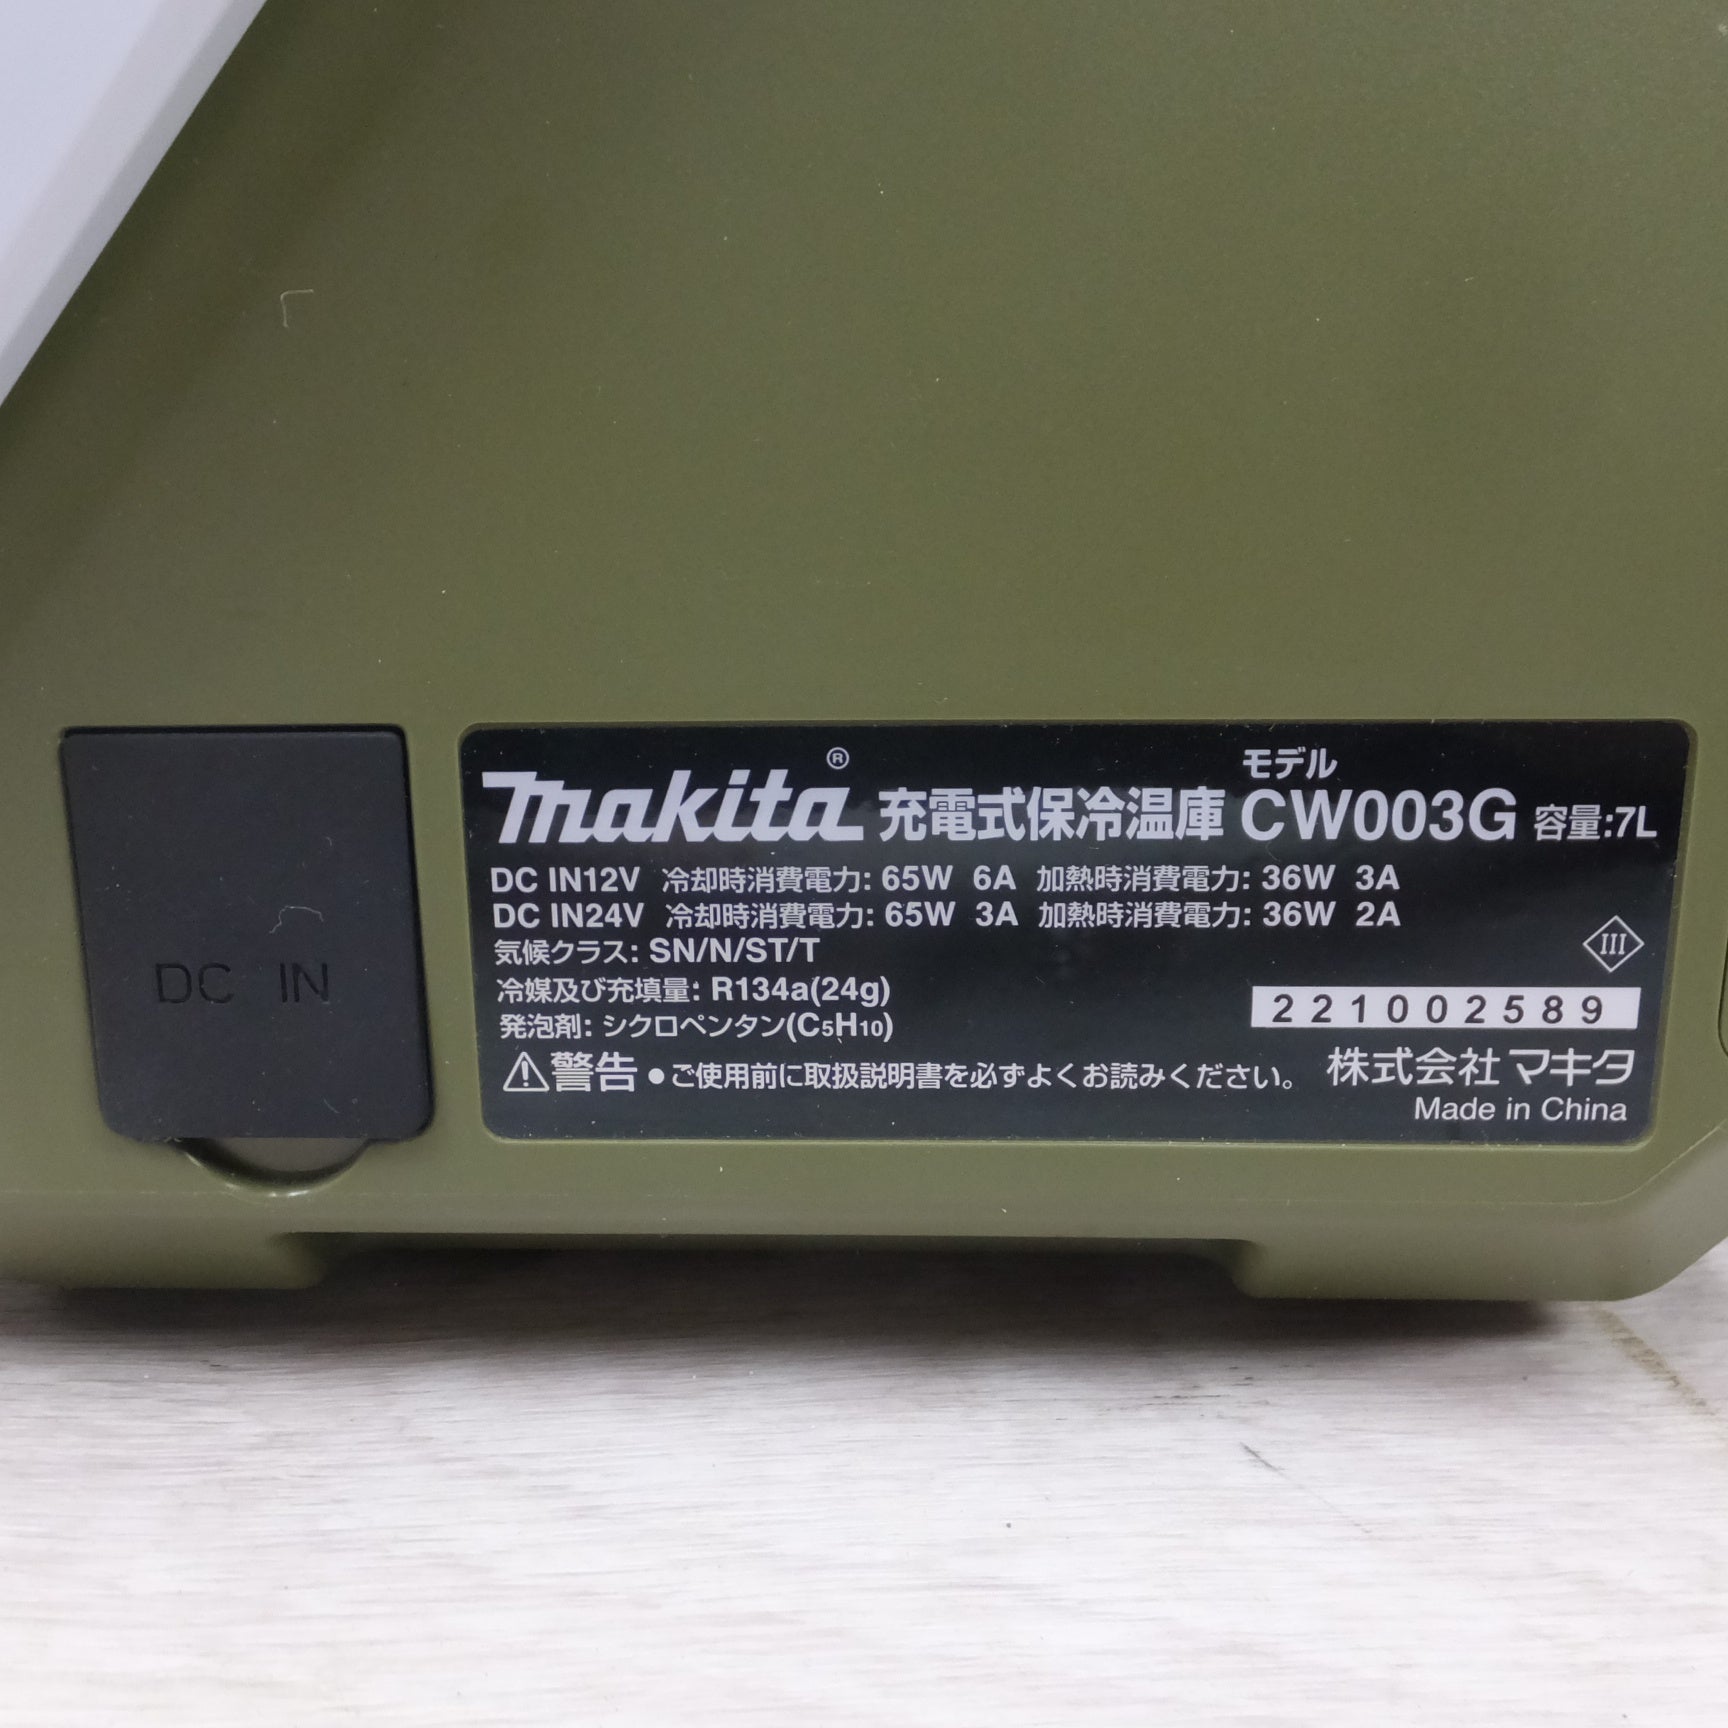 DC IN
makita® 充電式保冷温庫 モデル CW003G 容量:7L
DC IN12V 冷却時消費電力: 65W 6A 加熱時消費電力: 36W 3A
DC IN24V 冷却時消費電力: 65W 3A 加熱時消費電力: 36W 2A
気候クラス: SN/N/ST/T
III
冷媒及び充填量: R134a(24g)
221002589
発泡剤: シクロペンタン(C5H10)
⚠警告 ●ご使用前に取扱説明書を必ずよくお読みください。
株式会社 マキタ
Made in China